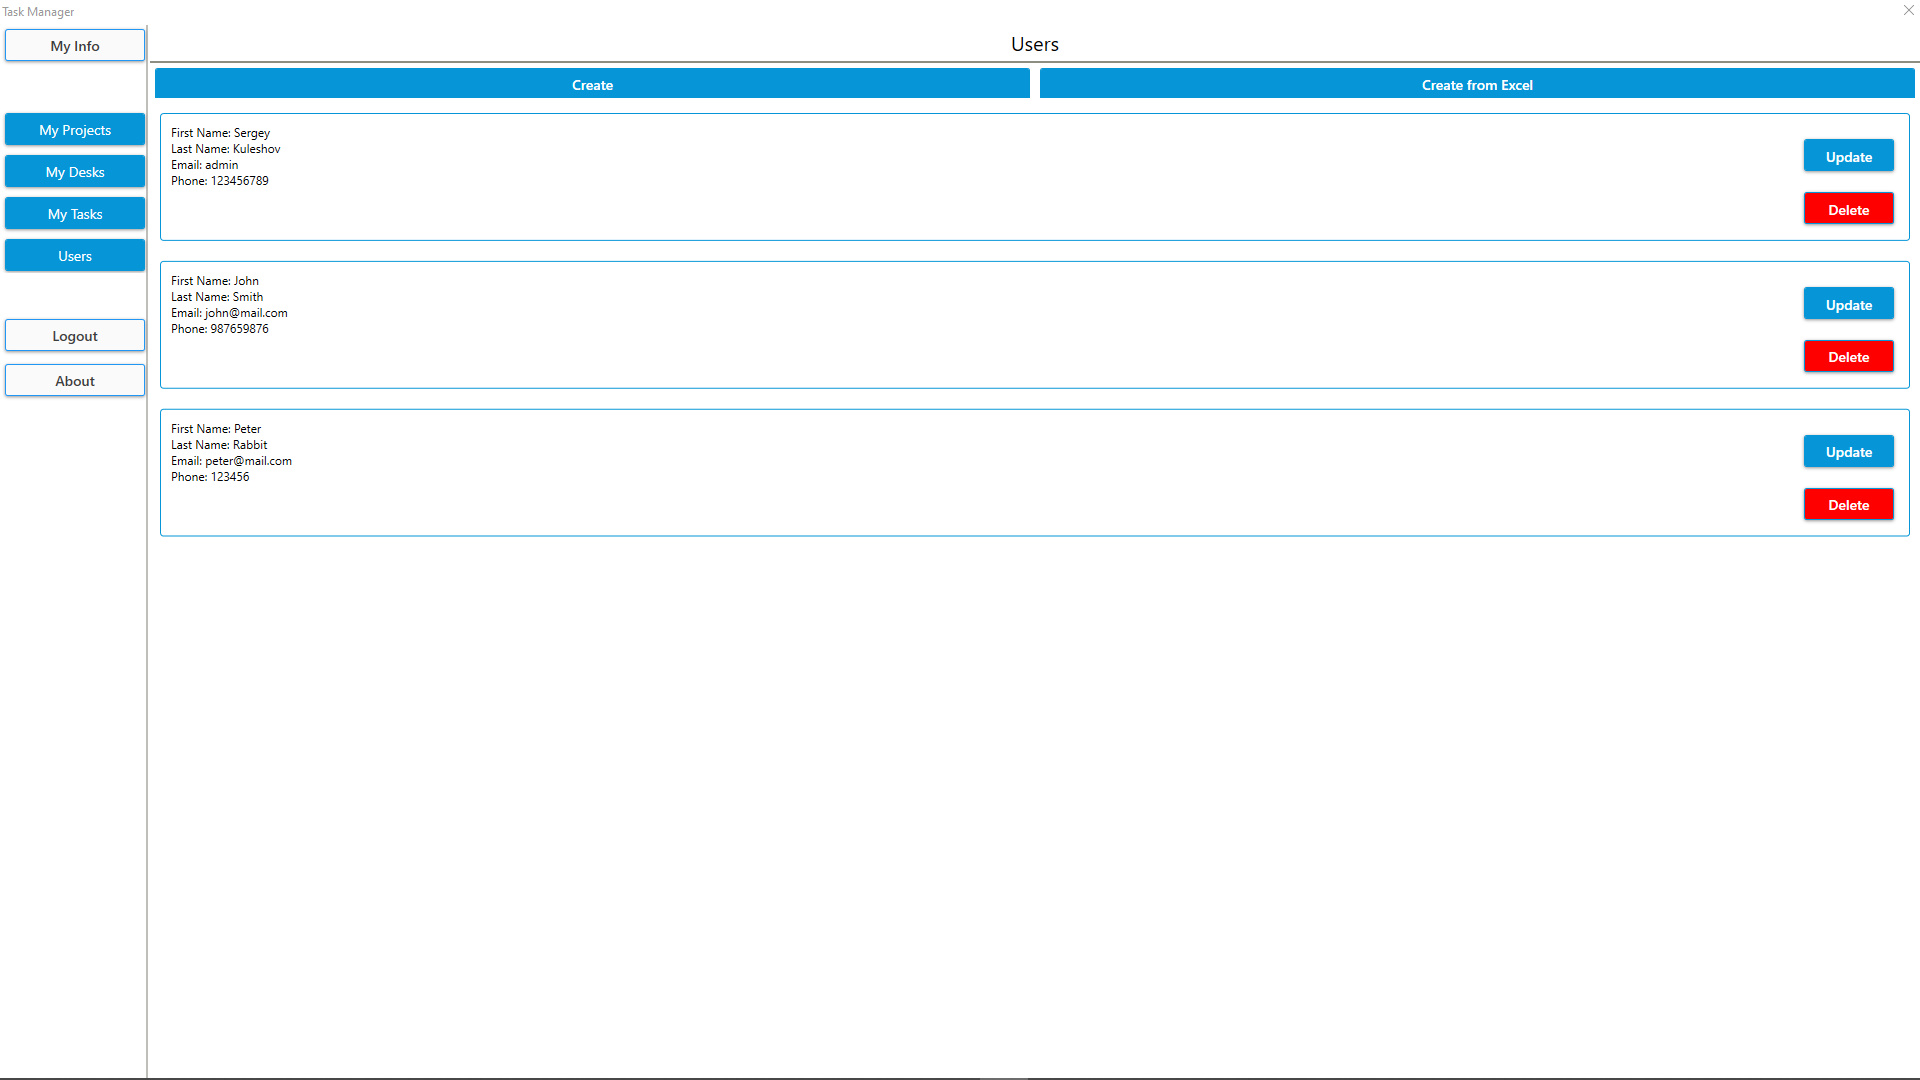 Task Manager
My Info
My Projects
My Desks
My Tasks
Users
Logout
About
Users
Create
Create from Excel
First Name: Sergey
Last Name: Kuleshov
Email: admin
Phone: 123456789
Update
Delete
First Name: John
Last Name: Smith
Email: john@mail.com
Phone: 987659876
Update
Delete
First Name: Peter
Last Name: Rabbit
Email: peter@mail.com
Phone: 123456
Update
Delete